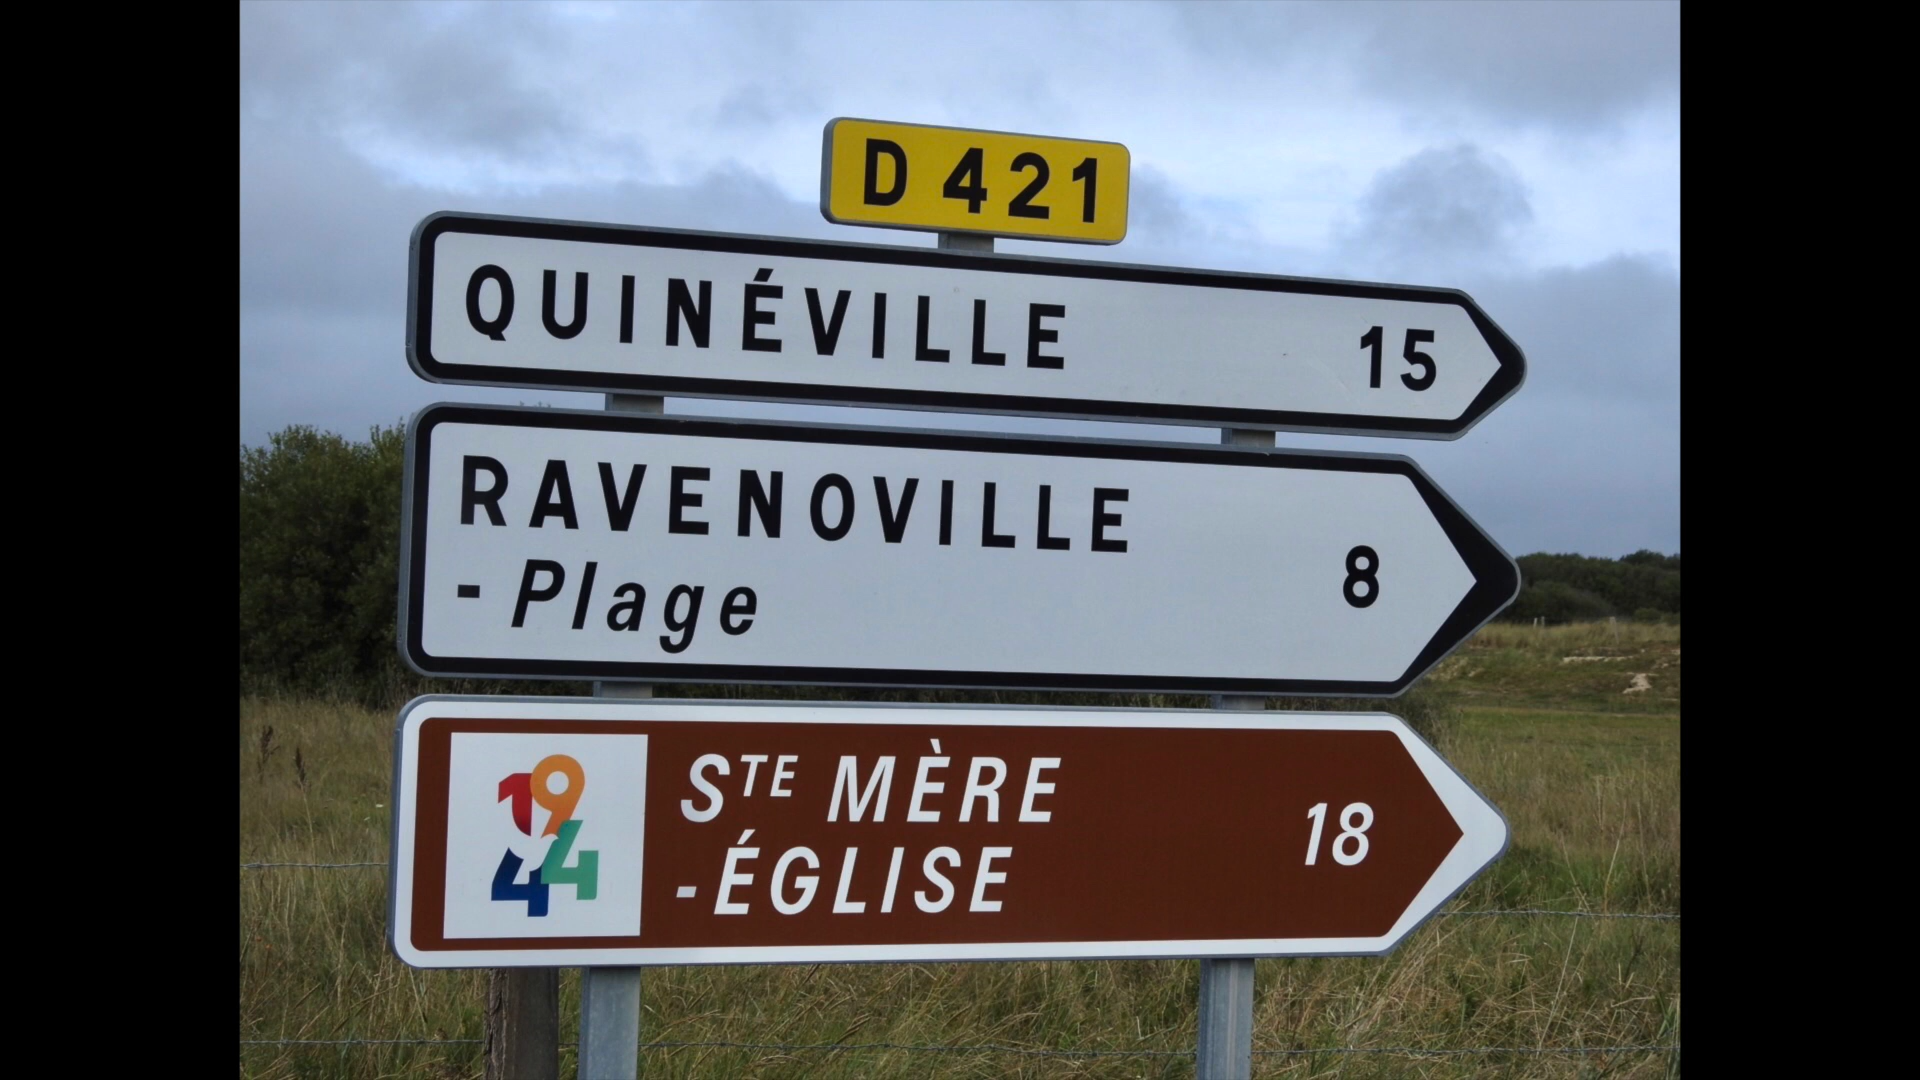 D 421
QUINÉVILLE 15
RAVENOVILLE
- Plage 8
1944
STE MÈRE
-ÉGLISE 18